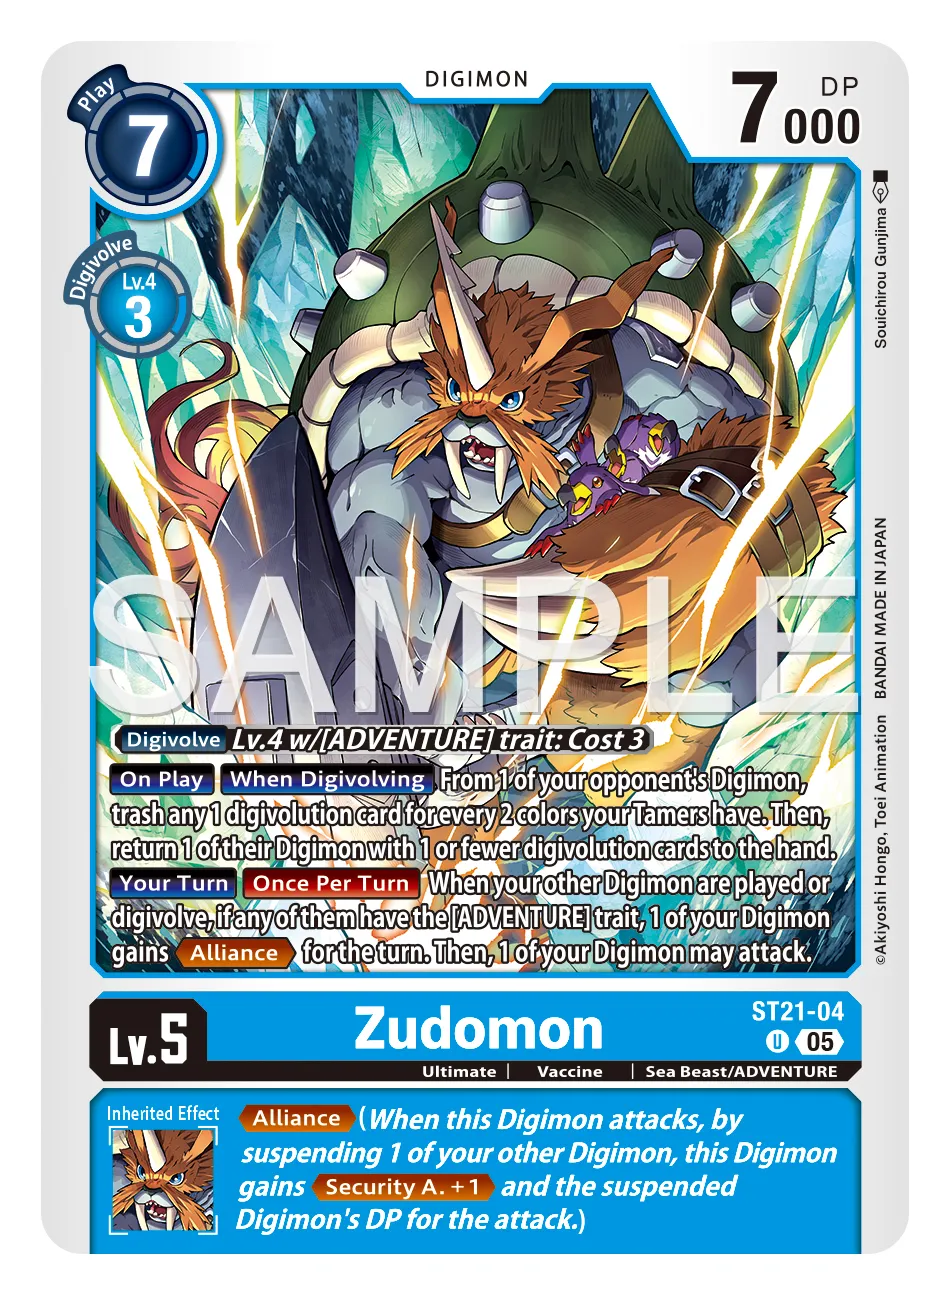 DIGIMON
Play
7
DP
7000
Digivolve
Lv.4
3
Souichirou Gunjima
SAMPLE
BANDAI MADE IN JAPAN
©Akiyoshi Hongo, Toei Animation
Digivolve Lv.4 w/[ADVENTURE] trait: Cost 3
On Play When Digivolving From 1 of your opponent's Digimon,
trash any 1 digivolution card for every 2 colors your Tamers have. Then,
return 1 of their Digimon with 1 or fewer digivolution cards to the hand.
Your Turn Once Per Turn When your other Digimon are played or
digivolve, if any of them have the [ADVENTURE] trait, 1 of your Digimon
gains Alliance for the turn. Then, 1 of your Digimon may attack.
Lv.5
Zudomon
ST21-04
U 05
Ultimate | Vaccine | Sea Beast/ADVENTURE
Inherited Effect
Alliance (When this Digimon attacks, by
suspending 1 of your other Digimon, this Digimon
gains Security A. +1 and the suspended
Digimon's DP for the attack.)